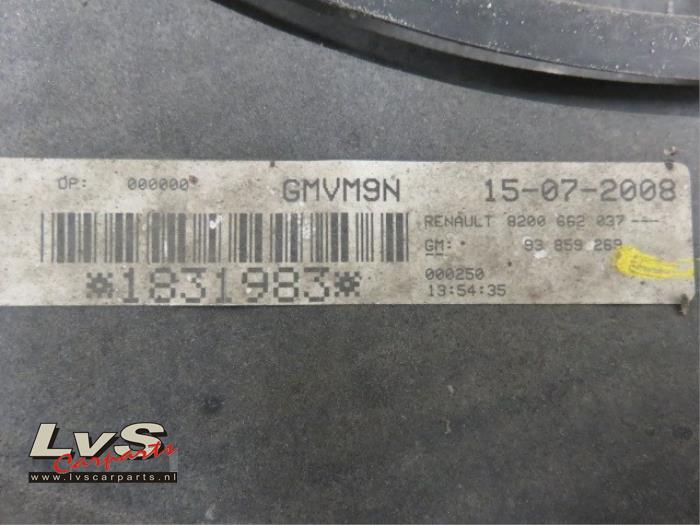 OP: 000000 GMVM9N 15-07-2008
RENAULT 8200 662 037 ---
GM: 93 859 269
*1831983* 000250
13:54:35
LvS
Carparts
www.lvscarparts.nl